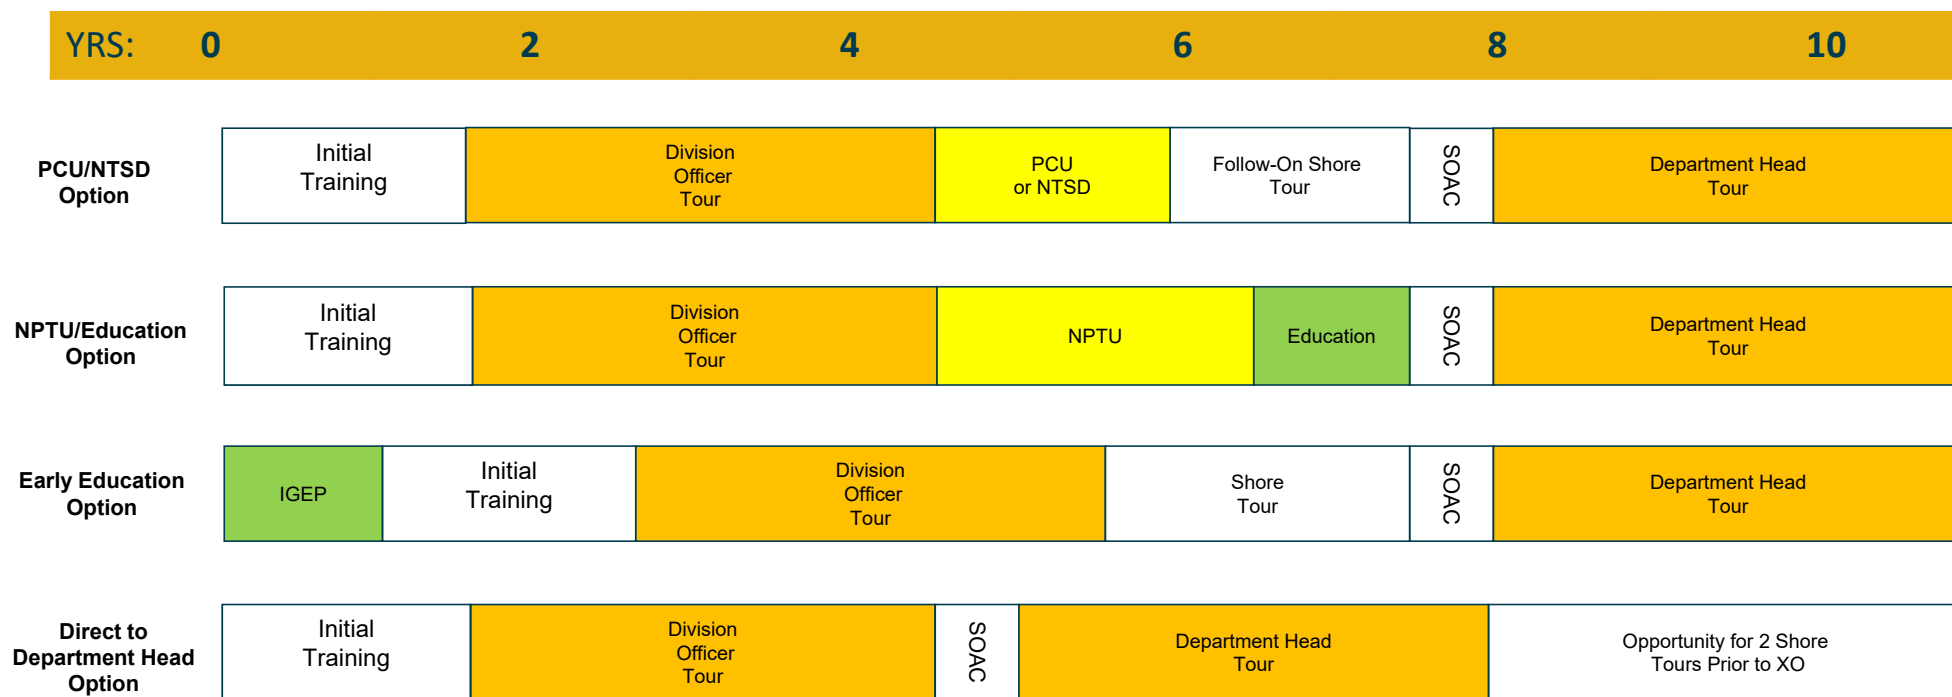 YRS: 0 2 4 6 8 10
PCU/NTSD
Option
Initial
Training
Division
Officer
Tour
PCU
or NTSD
Follow-On Shore
Tour
SOAC
Department Head
Tour
NPTU/Education
Option
Initial
Training
Division
Officer
Tour
NPTU
Education
SOAC
Department Head
Tour
Early Education
Option
IGEP
Initial
Training
Division
Officer
Tour
Shore
Tour
SOAC
Department Head
Tour
Direct to
Department Head
Option
Initial
Training
Division
Officer
Tour
SOAC
Department Head
Tour
Opportunity for 2 Shore
Tours Prior to XO